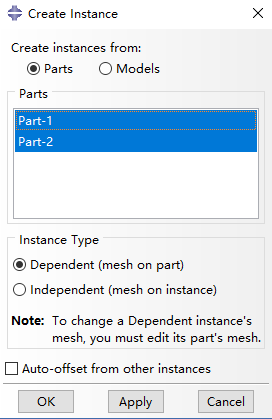 Create Instance
Create instances from:
Parts Models
Parts
Part-1
Part-2
Instance Type
Dependent (mesh on part)
Independent (mesh on instance)
Note: To change a Dependent instance's
mesh, you must edit its part's mesh.
Auto-offset from other instances
OK Apply Cancel